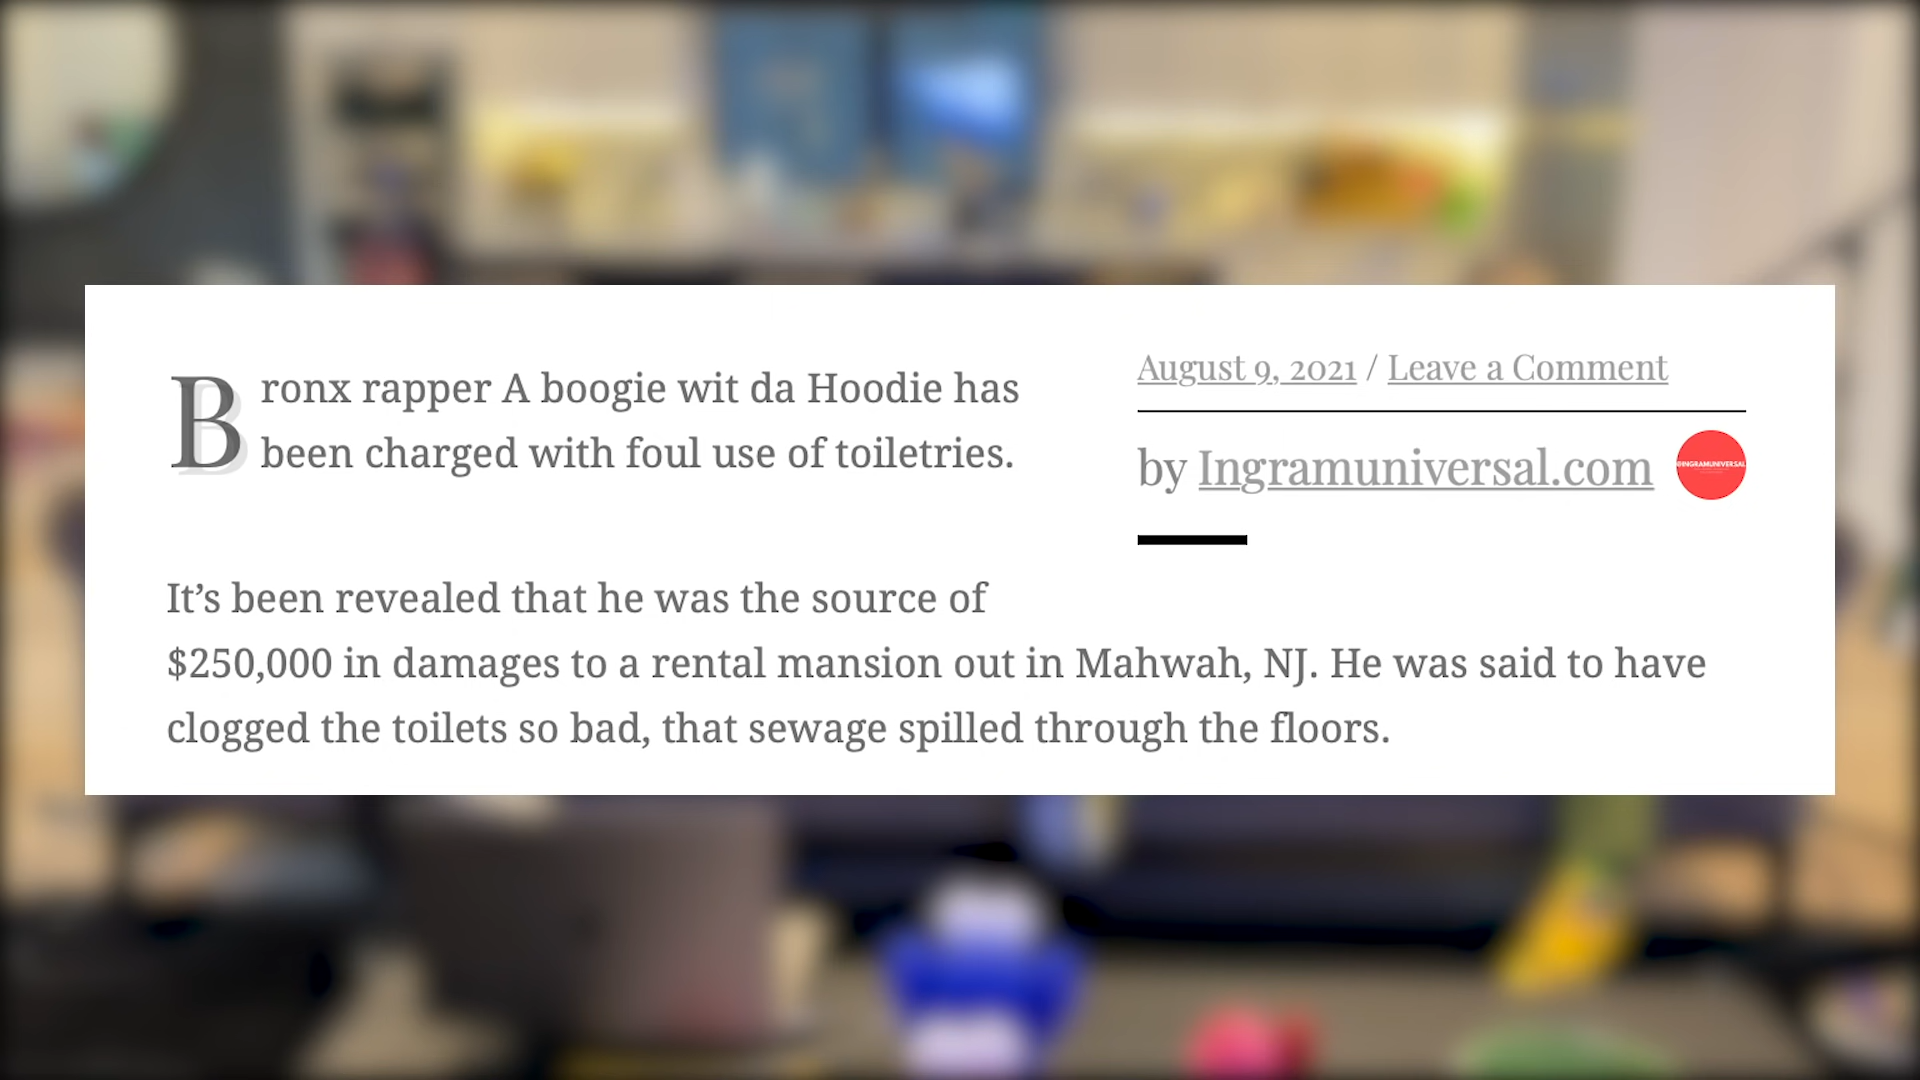 Bronx rapper A boogie wit da Hoodie has
been charged with foul use of toiletries.
August 9, 2021 / Leave a Comment
by Ingramuniversal.com
@INGRAMUNIVERSAL
It’s been revealed that he was the source of
$250,000 in damages to a rental mansion out in Mahwah, NJ. He was said to have
clogged the toilets so bad, that sewage spilled through the floors.